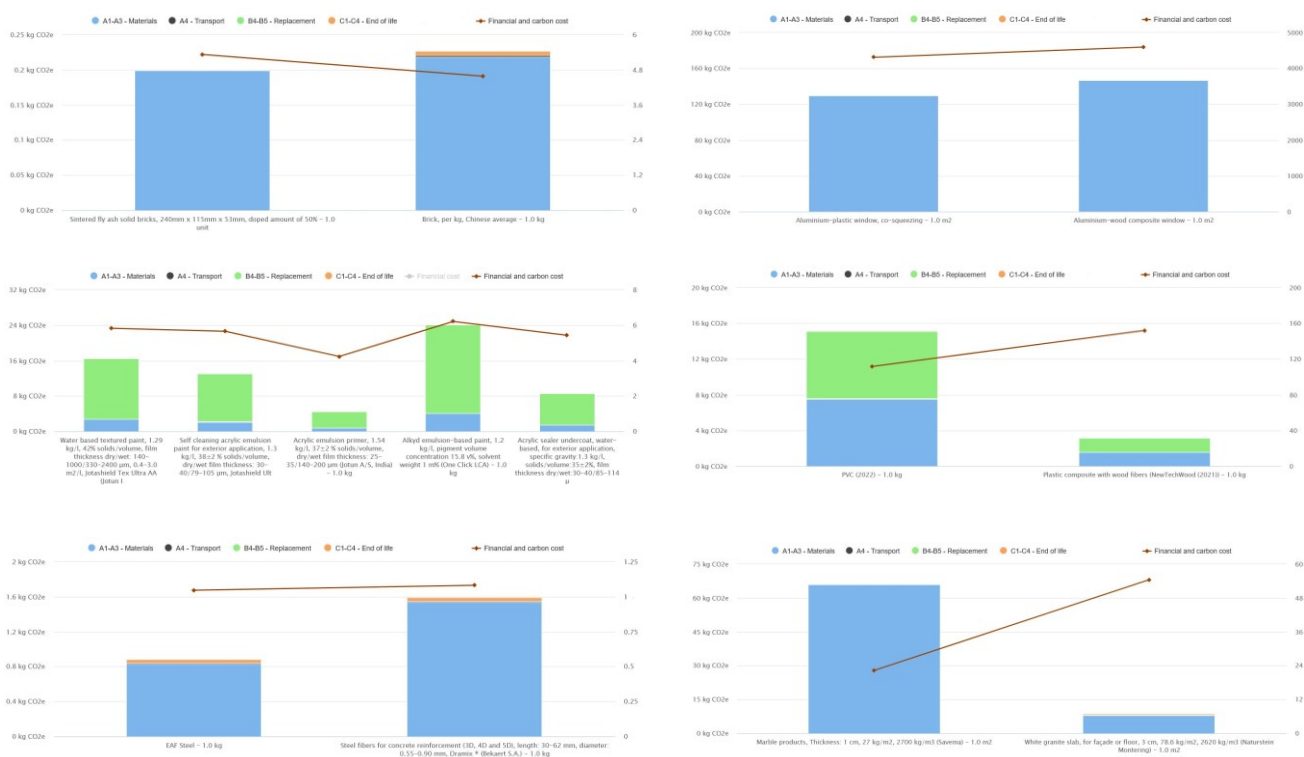 A1-A3 - Materials A4 - Transport B4-B5 - Replacement C1-C4 - End of life Financial and carbon cost
0.25 kg CO2e 6
0.2 kg CO2e 4.8
0.15 kg CO2e 3.6
0.1 kg CO2e 2.4
0.05 kg CO2e 1.2
0 kg CO2e 0
Sintered fly ash solid bricks, 240mm x 115mm x 53mm, doped amount of 50% - 1.0
unit
Brick, per kg, Chinese average - 1.0 kg
A1-A3 - Materials A4 - Transport B4-B5 - Replacement C1-C4 - End of life Financial and carbon cost
200 kg CO2e 5000
160 kg CO2e 4000
120 kg CO2e 3000
80 kg CO2e 2000
40 kg CO2e 1000
0 kg CO2e 0
Aluminium-plastic window, co-squeezing - 1.0 m2
Aluminium-wood composite window - 1.0 m2
A1-A3 - Materials A4 - Transport B4-B5 - Replacement C1-C4 - End of life Financial cost Financial and carbon cost
32 kg CO2e 8
24 kg CO2e 6
16 kg CO2e 4
8 kg CO2e 2
0 kg CO2e 0
Water based textured paint, 1.29
kg/l, 42% solids/volume, film
thickness dry/wet: 140-
1000/330-2400 μm, 0.4-3.0
m2/l, Jotashield Tex Ultra AA
(Jotun I
Self cleaning acrylic emulsion
paint for exterior application, 1.3
kg/l, 38±2 % solids/volume,
dry/wet film thickness: 30-
40/79-105 μm, Jotashield Ult
Acrylic emulsion primer, 1.54
kg/l, 37±2 % solids/volume,
dry/wet film thickness: 25-
35/140-200 μm (Jotun A/S, India)
- 1.0 kg
Alkyd emulsion-based paint, 1.2
kg/l, pigment volume
concentration 15.8 v%, solvent
weight 1 m% (One Click LCA) - 1.0
kg
Acrylic sealer undercoat, water-
based, for exterior application,
specific gravity:1.3 kg/l,
solids/volume:35±2%, film
thickness dry/wet:30-40/85-114
μ
A1-A3 - Materials A4 - Transport B4-B5 - Replacement C1-C4 - End of life Financial and carbon cost
20 kg CO2e 200
16 kg CO2e 160
12 kg CO2e 120
8 kg CO2e 80
4 kg CO2e 40
0 kg CO2e 0
PVC (2022) - 1.0 kg
Plastic composite with wood fibers (NewTechWood (2021)) - 1.0 kg
A1-A3 - Materials A4 - Transport B4-B5 - Replacement C1-C4 - End of life Financial and carbon cost
2 kg CO2e 1.25
1.6 kg CO2e 1
1.2 kg CO2e 0.75
0.8 kg CO2e 0.5
0.4 kg CO2e 0.25
0 kg CO2e 0
EAF Steel - 1.0 kg
Steel fibers for concrete reinforcement (3D, 4D and 5D), length: 30-62 mm, diameter:
0.55-0.90 mm, Dramix ® (Bekaert S.A.) - 1.0 kg
A1-A3 - Materials A4 - Transport B4-B5 - Replacement C1-C4 - End of life Financial and carbon cost
75 kg CO2e 60
60 kg CO2e 48
45 kg CO2e 36
30 kg CO2e 24
15 kg CO2e 12
0 kg CO2e 0
Marble products, Thickness: 1 cm, 27 kg/m2, 2700 kg/m3 (Savema) - 1.0 m2
White granite slab, for façade or floor, 3 cm, 78.6 kg/m2, 2620 kg/m3 (Naturstein
Montering) - 1.0 m2